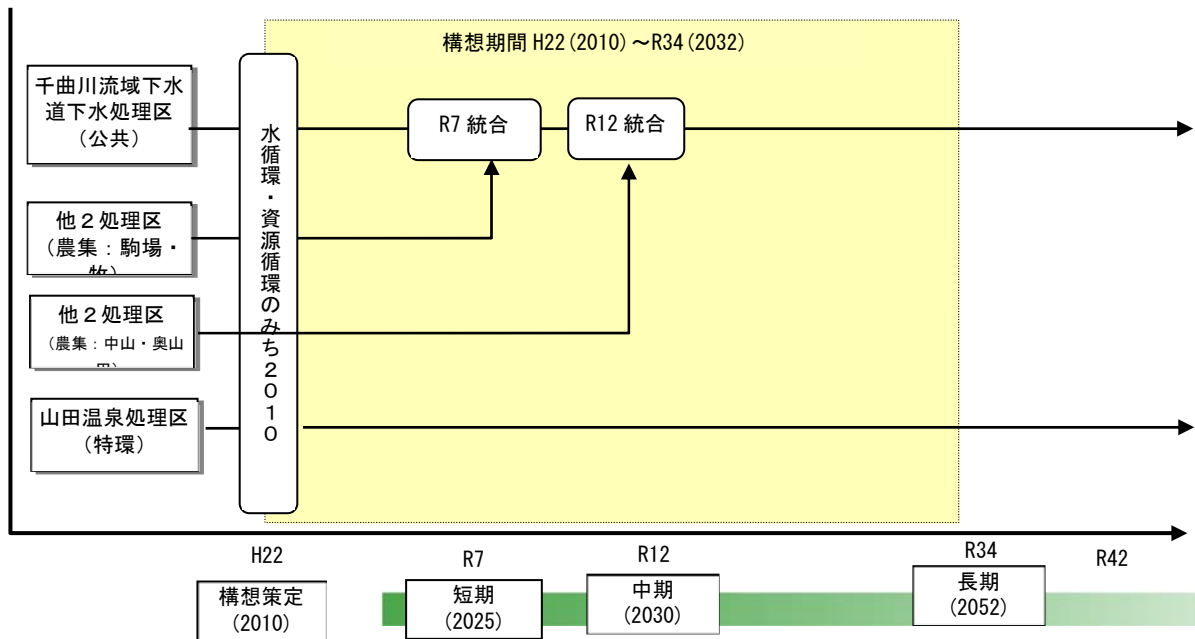 構想期間 H22(2010)～R34(2032)
千曲川流域下水
道下水処理区
（公共）
他２処理区
（農集：駒場・
他２処理区
（農集：中山・奥山
山田温泉処理区
（特環）
水循環・資源循環のみち２０１０
R7 統合
R12 統合
H22
R7
R12
R34
R42
構想策定
(2010)
短期
(2025)
中期
(2030)
長期
(2052)